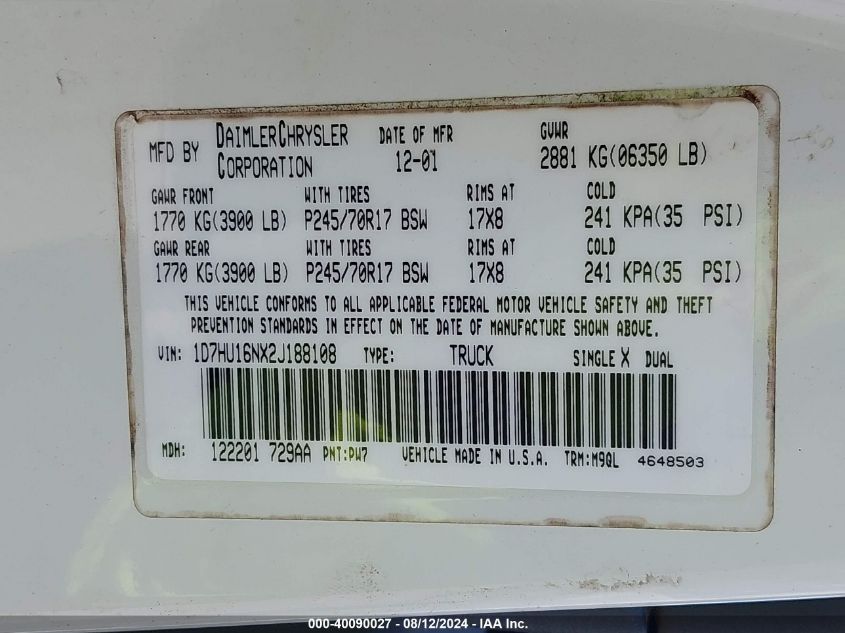 MFD BY DAIMLERCHRYSLER CORPORATION DATE OF MFR 12-01 GVWR 2881 KG(06350 LB)
GAWR FRONT WITH TIRES RIMS AT COLD
1770 KG(3900 LB) P245/70R17 BSW 17X8 241 KPA(35 PSI)
GAWR REAR WITH TIRES RIMS AT COLD
1770 KG(3900 LB) P245/70R17 BSW 17X8 241 KPA(35 PSI)
THIS VEHICLE CONFORMS TO ALL APPLICABLE FEDERAL MOTOR VEHICLE SAFETY AND THEFT
PREVENTION STANDARDS IN EFFECT ON THE DATE OF MANUFACTURE SHOWN ABOVE.
VIN: 1D7HU16NX2J188108 TYPE: TRUCK SINGLE X DUAL
MDH: 122201 729AA PNT:PW7 VEHICLE MADE IN U.S.A. TRM:M9QL 4648503
000-40090027 - 08/12/2024 - IAA Inc.